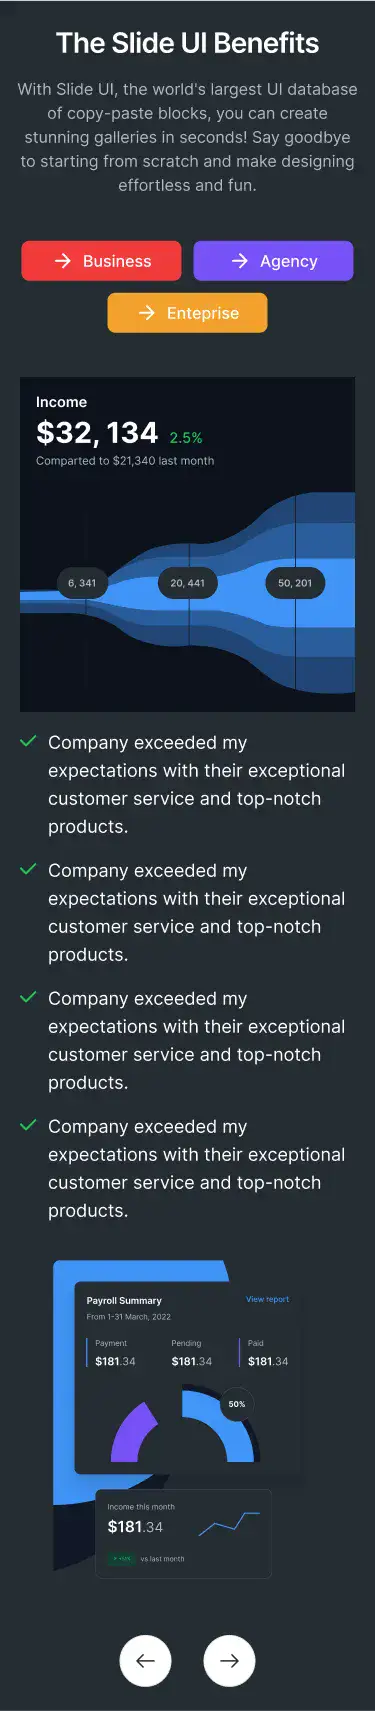 The Slide UI Benefits
With Slide UI, the world's largest UI database
of copy-paste blocks, you can create
stunning galleries in seconds! Say goodbye
to starting from scratch and make designing
effortless and fun.
Business
Agency
Enteprise
Income
$32, 134 2.5%
Comparted to $21,340 last month
6, 341
20, 441
50, 201
Company exceeded my
expectations with their exceptional
customer service and top-notch
products.
Company exceeded my
expectations with their exceptional
customer service and top-notch
products.
Company exceeded my
expectations with their exceptional
customer service and top-notch
products.
Company exceeded my
expectations with their exceptional
customer service and top-notch
products.
Payroll Summary
View report
From 1-31 March, 2022
Payment
Pending
Paid
$181.34
$181.34
$181.34
50%
Income this month
$181.34
vs last month